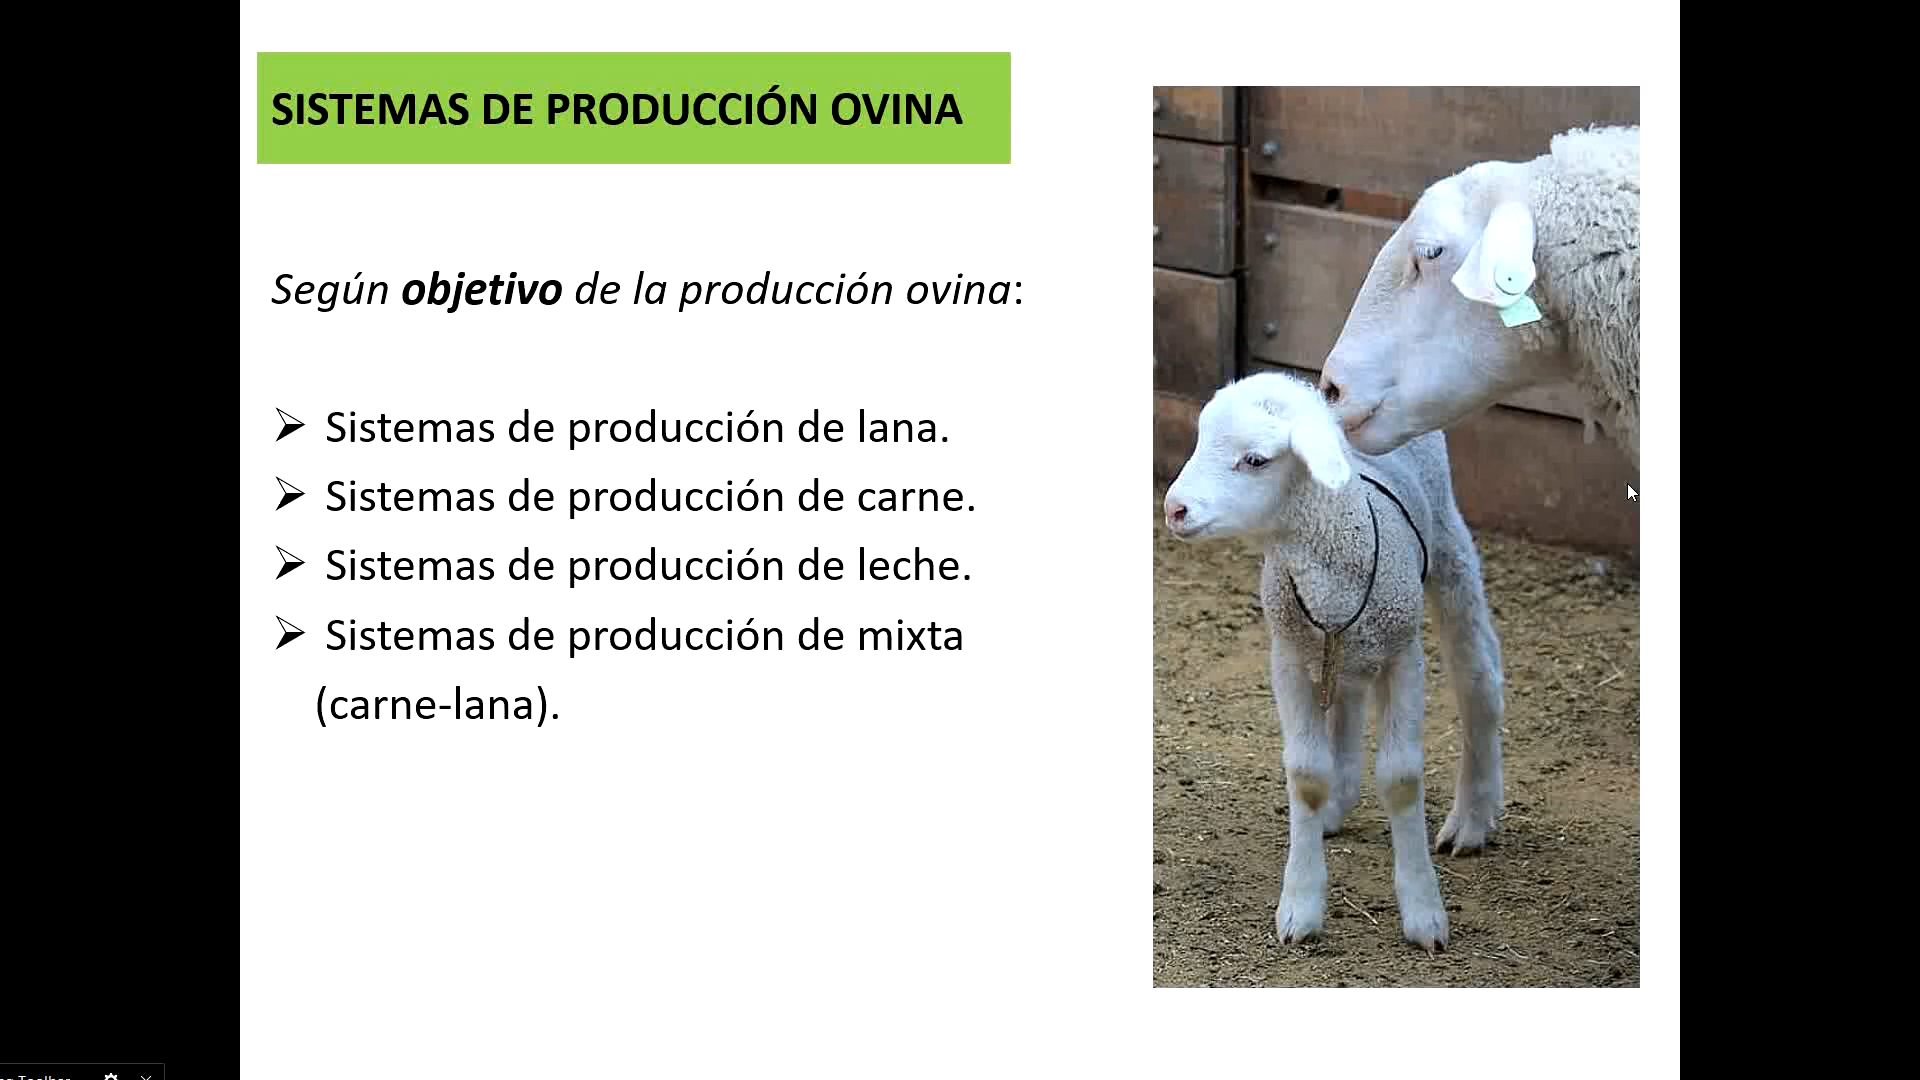 SISTEMAS DE PRODUCCIÓN OVINA
Según objetivo de la producción ovina:
➢ Sistemas de producción de lana.
➢ Sistemas de producción de carne.
➢ Sistemas de producción de leche.
➢ Sistemas de producción de mixta
(carne-lana).